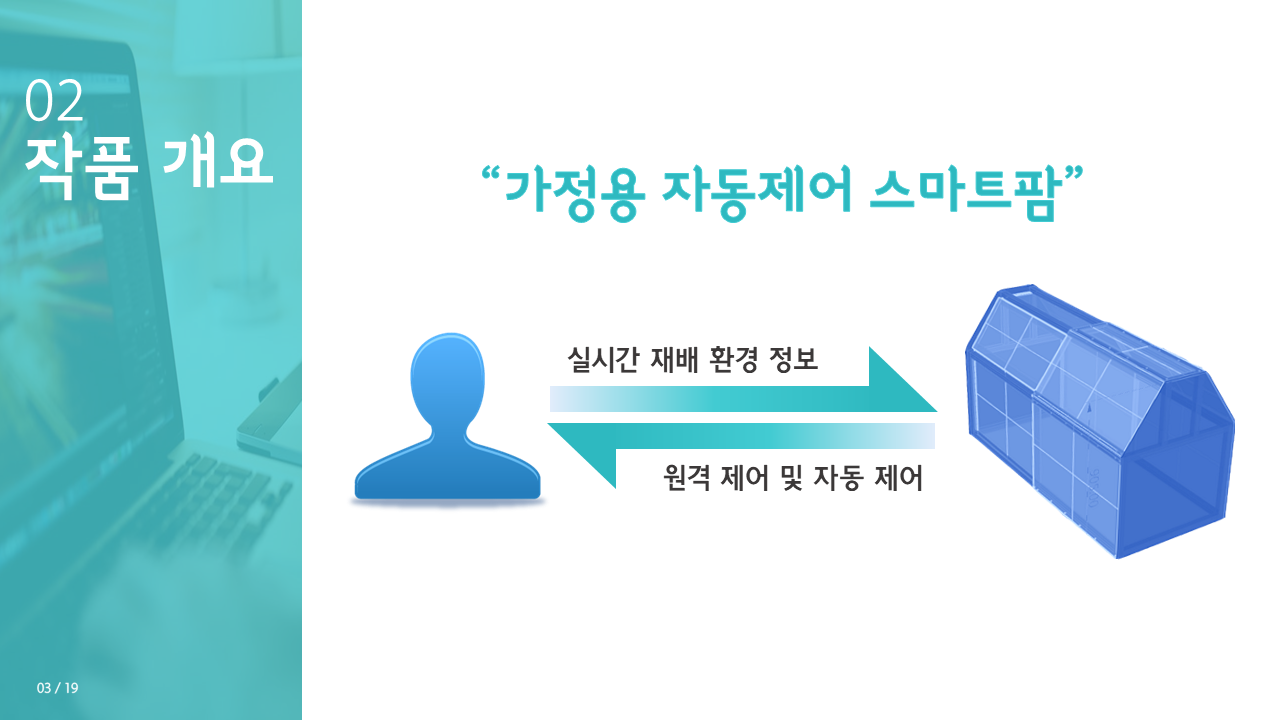 02
작품 개요
“가정용 자동제어 스마트팜”
실시간 재배 환경 정보
원격 제어 및 자동 제어
03 / 19